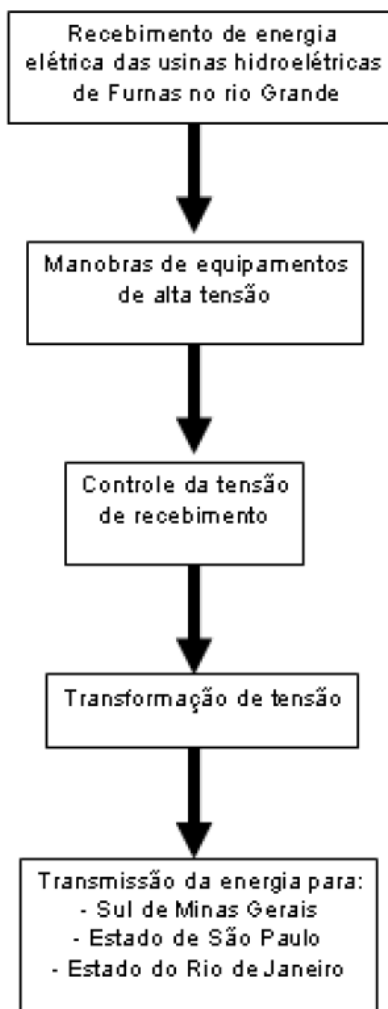 Recebimento de energia
elétrica das usinas hidroelétricas
de Furnas no rio Grande
Manobras de equipamentos
de alta tensão
Controle da tensão
de recebimento
Transformação de tensão
Transmissão da energia para:
- Sul de Minas Gerais
- Estado de São Paulo
- Estado do Rio de Janeiro